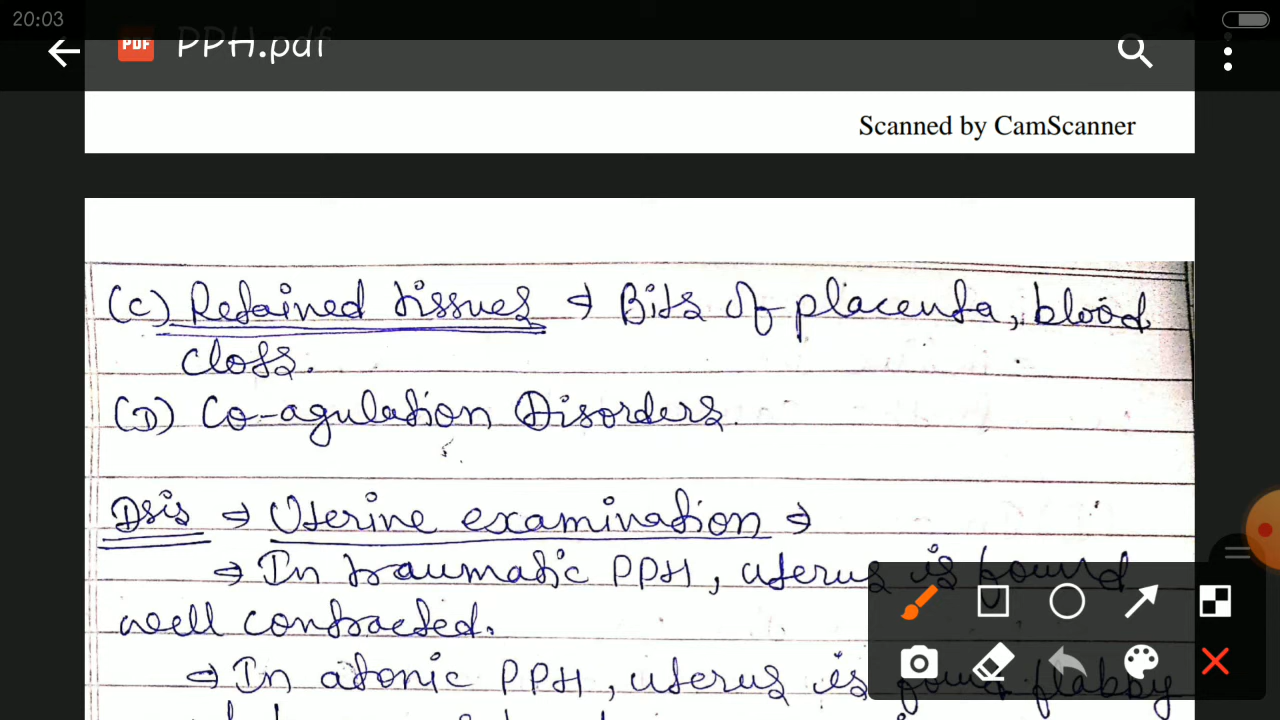 20:03
PDF PPH.pdf
Scanned by CamScanner
(C) Retained tissues ⇒ Bits of placenta, blood
clots.
(D) Co-agulation Disorders.
Dsis ⇒ Uterine examination ⇒
⇒ In traumatic PPH, uterus is found
well contracted.
⇒ In atonic PPH, uterus is found flabby